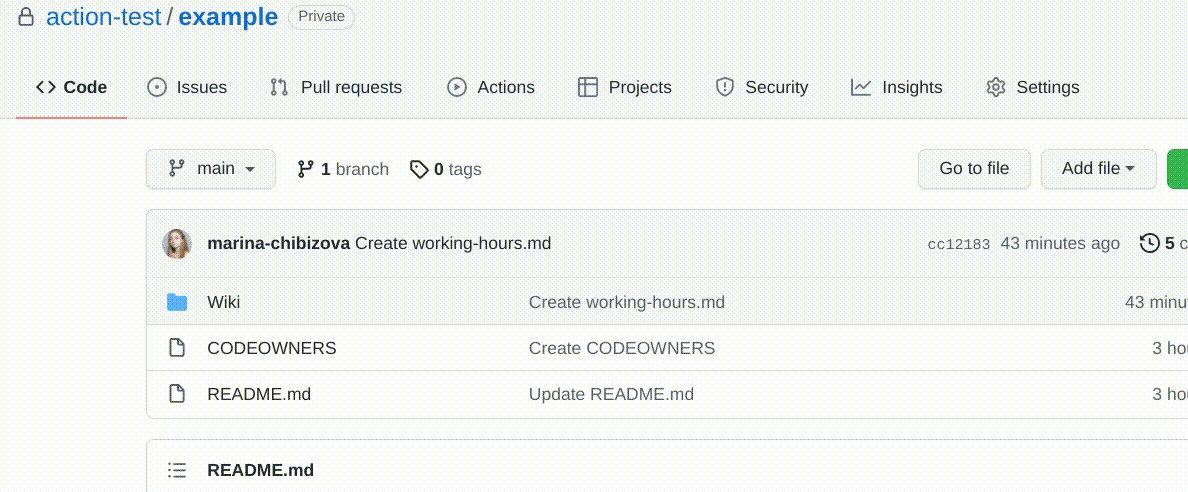 action-test / example Private
Code Issues Pull requests Actions Projects Security Insights Settings
main 1 branch 0 tags Go to file Add file
marina-chibizova Create working-hours.md cc12183 43 minutes ago 5
Wiki Create working-hours.md 43 minu
CODEOWNERS Create CODEOWNERS 3 ho
README.md Update README.md 3 ho
README.md